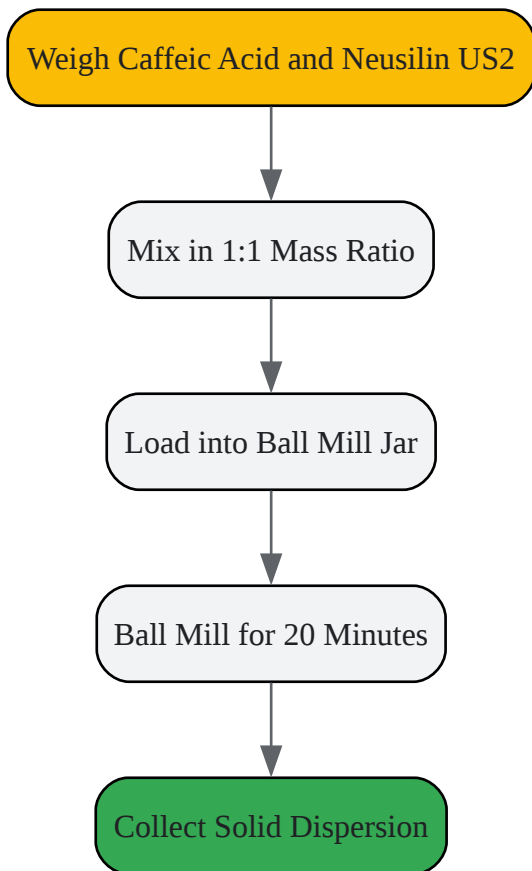 Weigh Caffeic Acid and Neusilin US2
Mix in 1:1 Mass Ratio
Load into Ball Mill Jar
Ball Mill for 20 Minutes
Collect Solid Dispersion